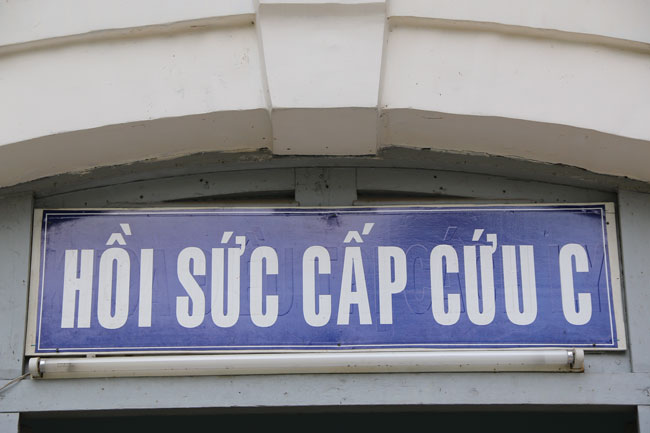 HỒI SỨC CẤP CỨU C